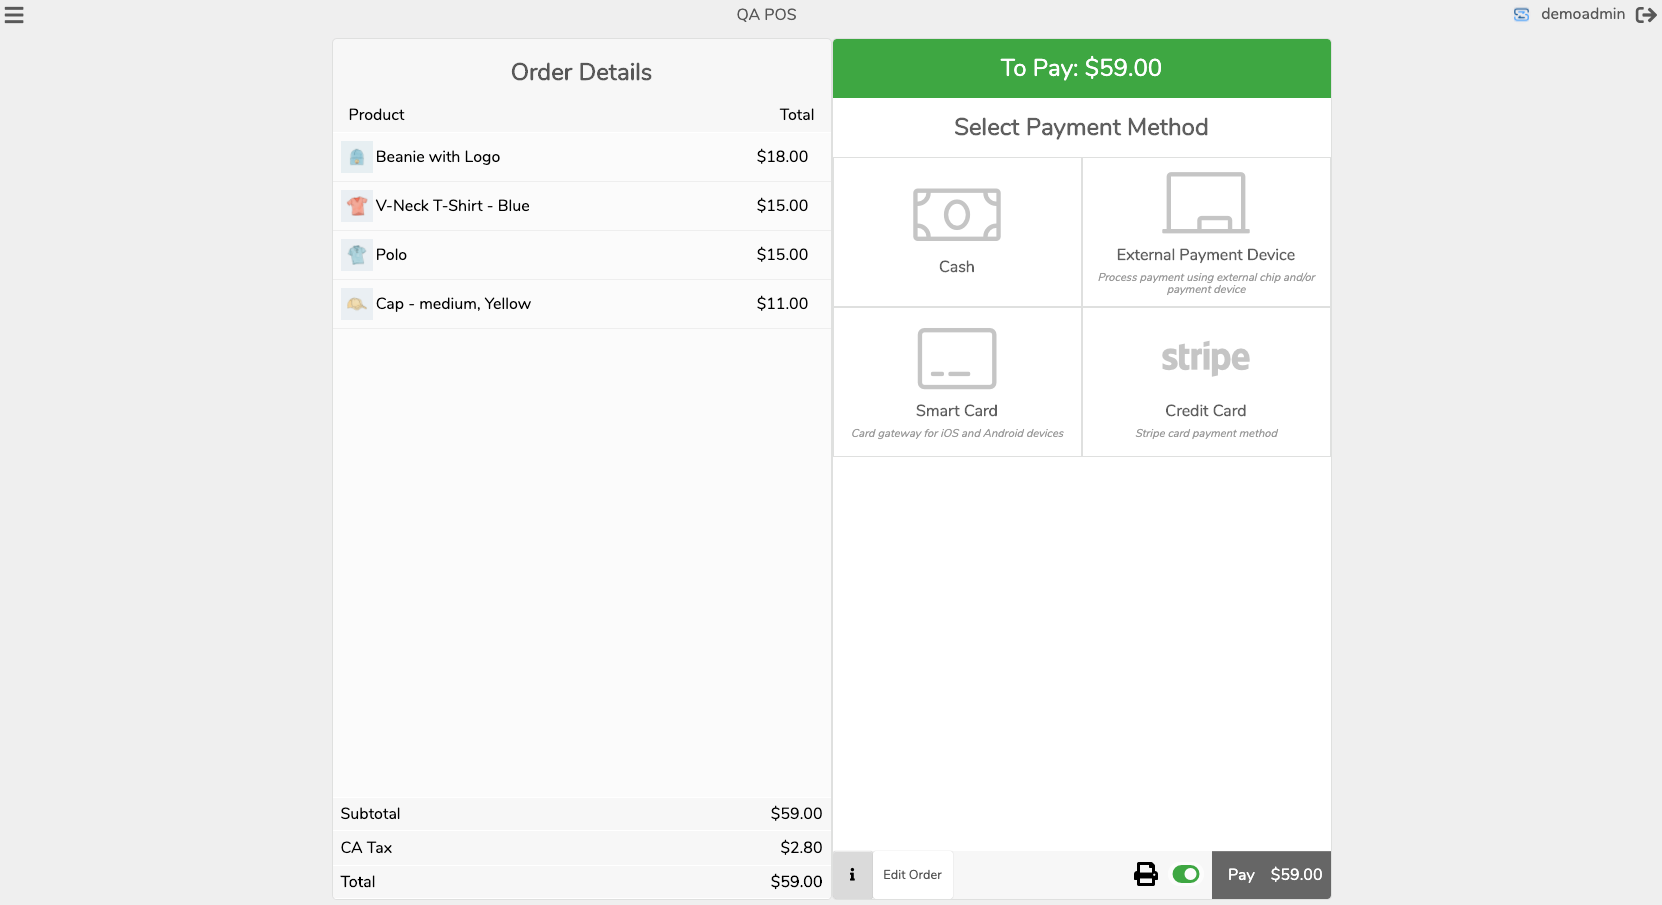 QA POS
demoadmin
Order Details
Product Total
Beanie with Logo $18.00
V-Neck T-Shirt - Blue $15.00
Polo $15.00
Cap - medium, Yellow $11.00
Subtotal $59.00
CA Tax $2.80
Total $59.00
To Pay: $59.00
Select Payment Method
Cash
External Payment Device
Process payment using external chip and/or
payment device
Smart Card
Card gateway for iOS and Android devices
stripe
Credit Card
Stripe card payment method
i Edit Order Pay $59.00